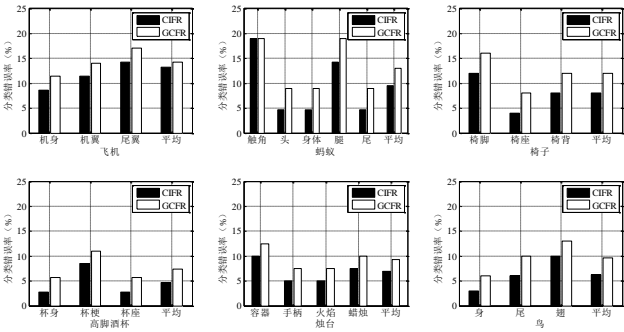 CIFR
GCFR
分类错误率（%）
25
20
15
10
5
0
机身 机翼 尾翼 平均
飞机
CIFR
GCFR
分类错误率（%）
25
20
15
10
5
0
触角 头 身体 腿 尾 平均
蚂蚁
CIFR
GCFR
分类错误率（%）
25
20
15
10
5
0
椅脚 椅座 椅背 平均
椅子
CIFR
GCFR
分类错误率（%）
25
20
15
10
5
0
杯身 杯梗 杯座 平均
高脚酒杯
CIFR
GCFR
分类错误率（%）
25
20
15
10
5
0
容器 手柄 火焰 蜡烛 平均
烛台
CIFR
GCFR
分类错误率（%）
25
20
15
10
5
0
身 尾 翅 平均
鸟